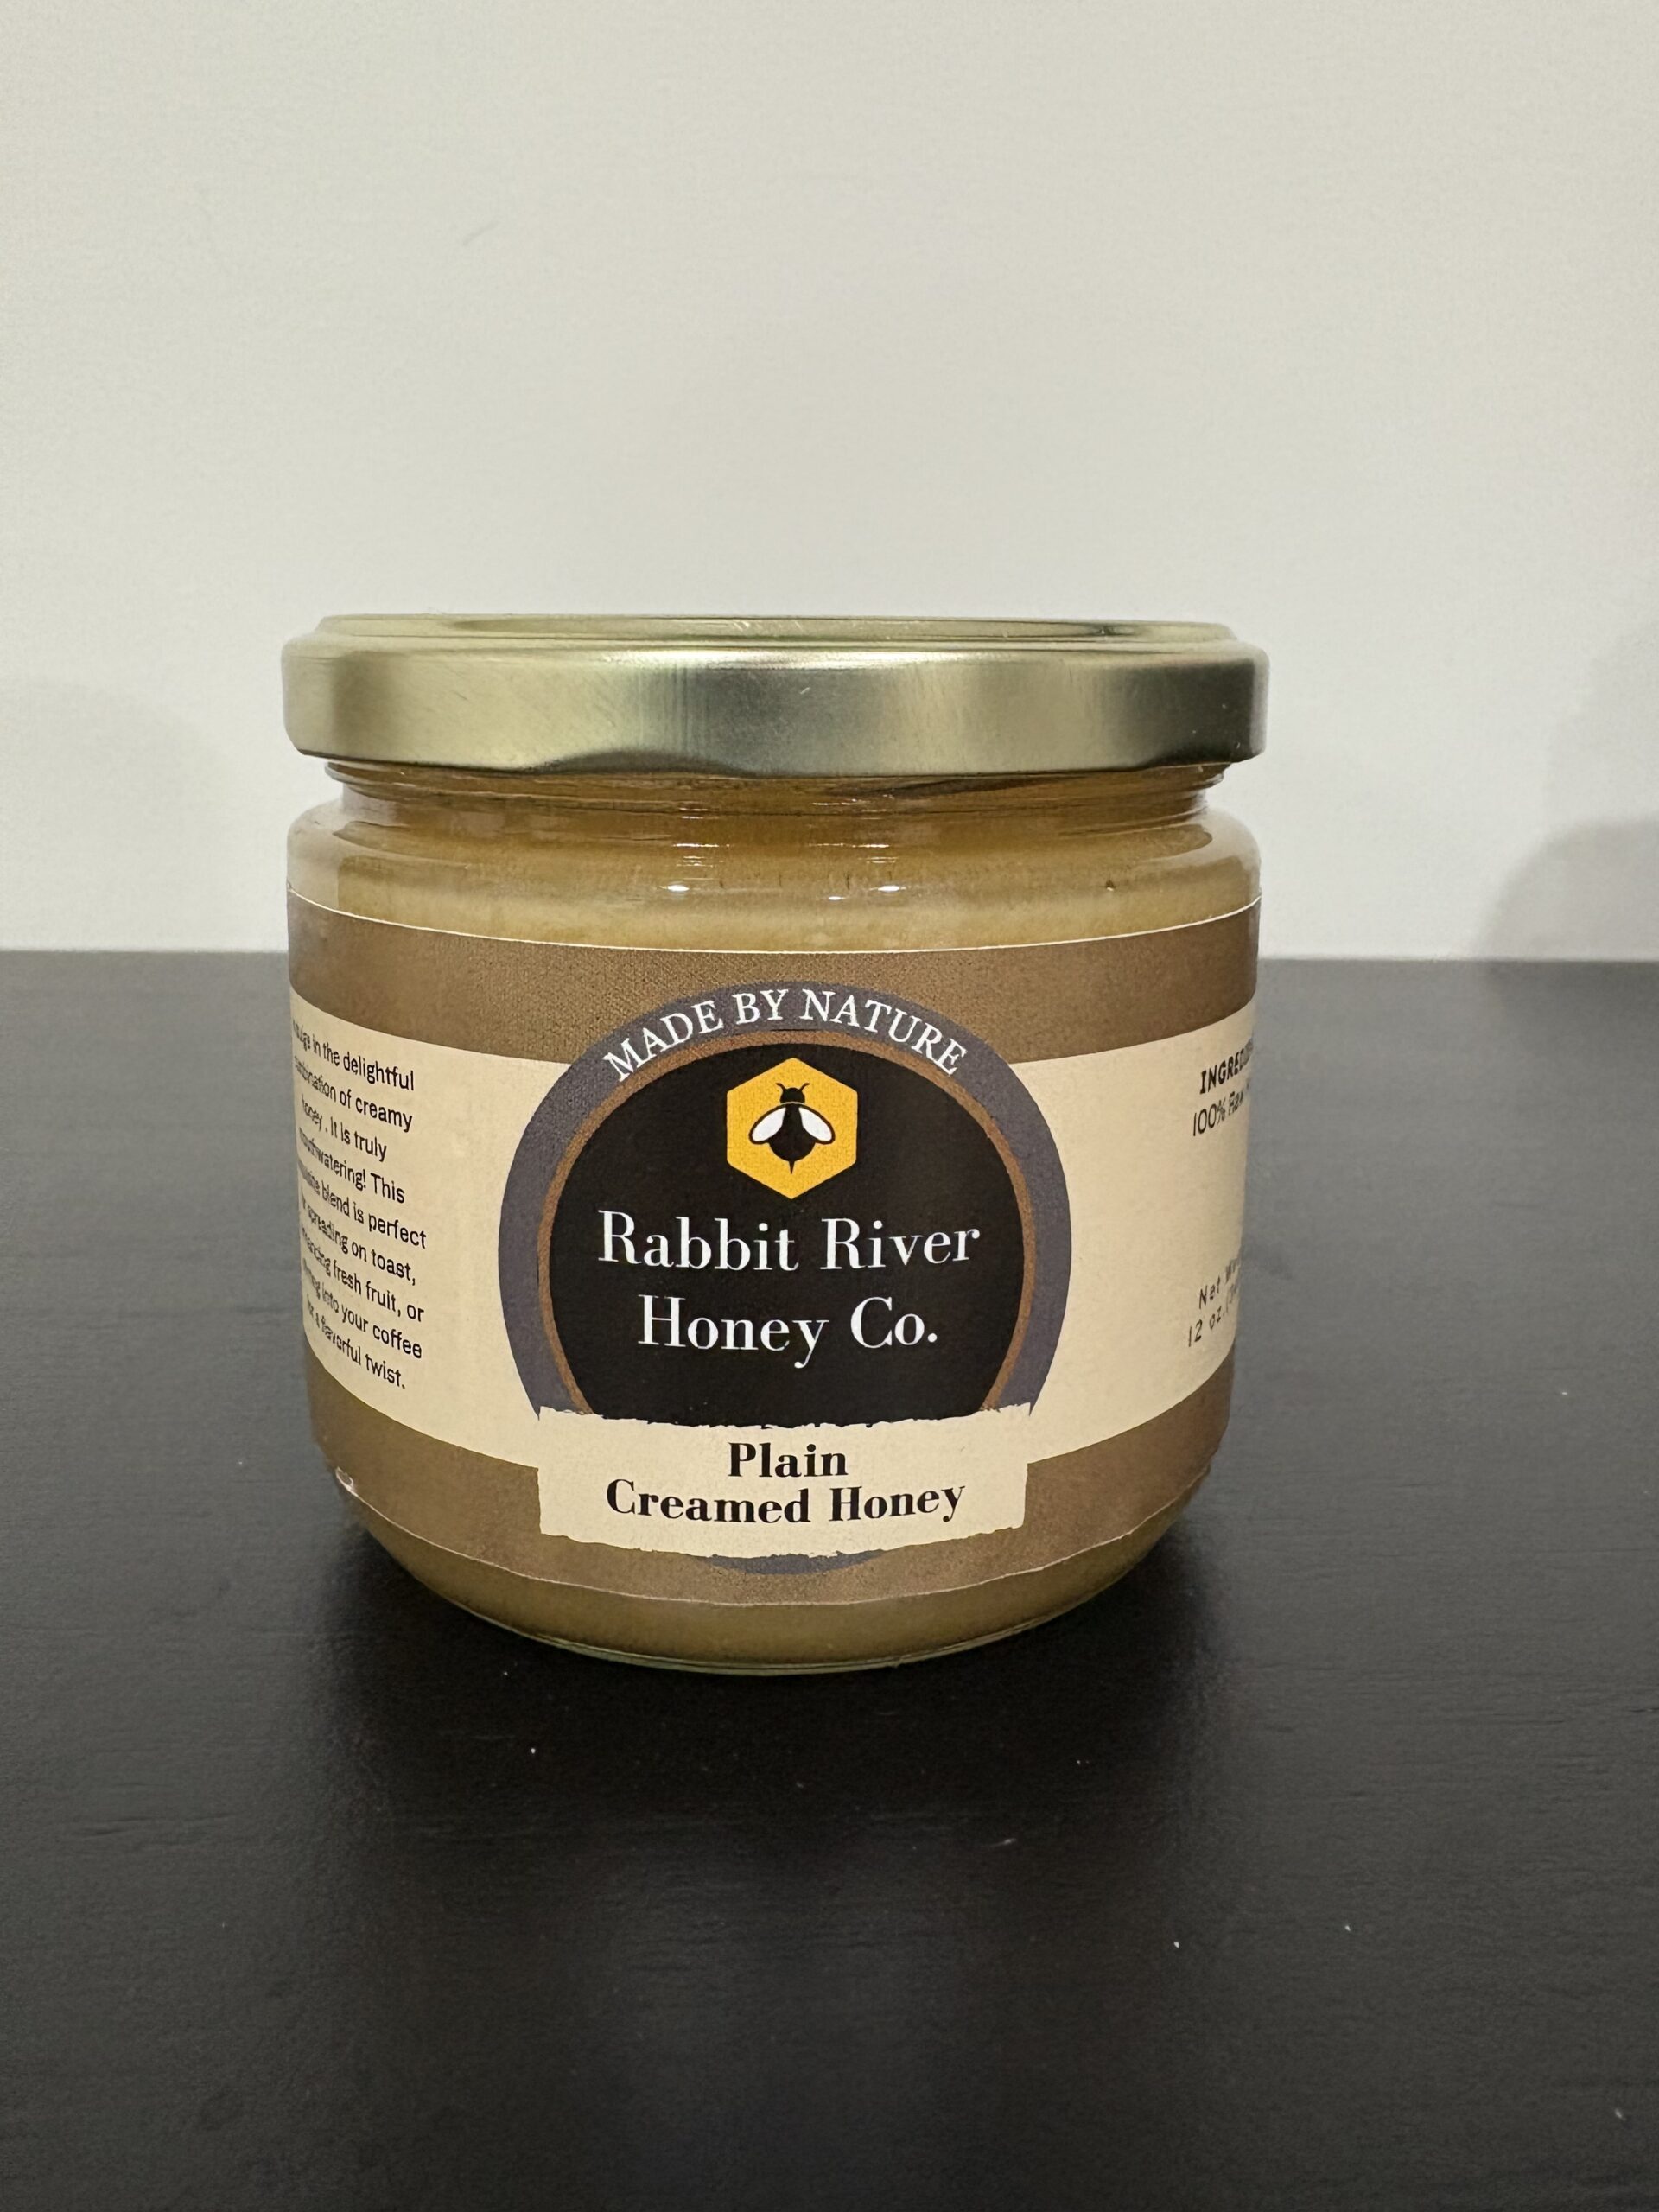 MADE BY NATURE
Rabbit River
Honey Co.
Plain
Creamed Honey
in the delightful
of creamy
honey. It is truly
mouthwatering! This
blend is perfect
spreading on toast,
fresh fruit, or
into your coffee
for a flavorful twist.
100% Raw
Net
12 oz.